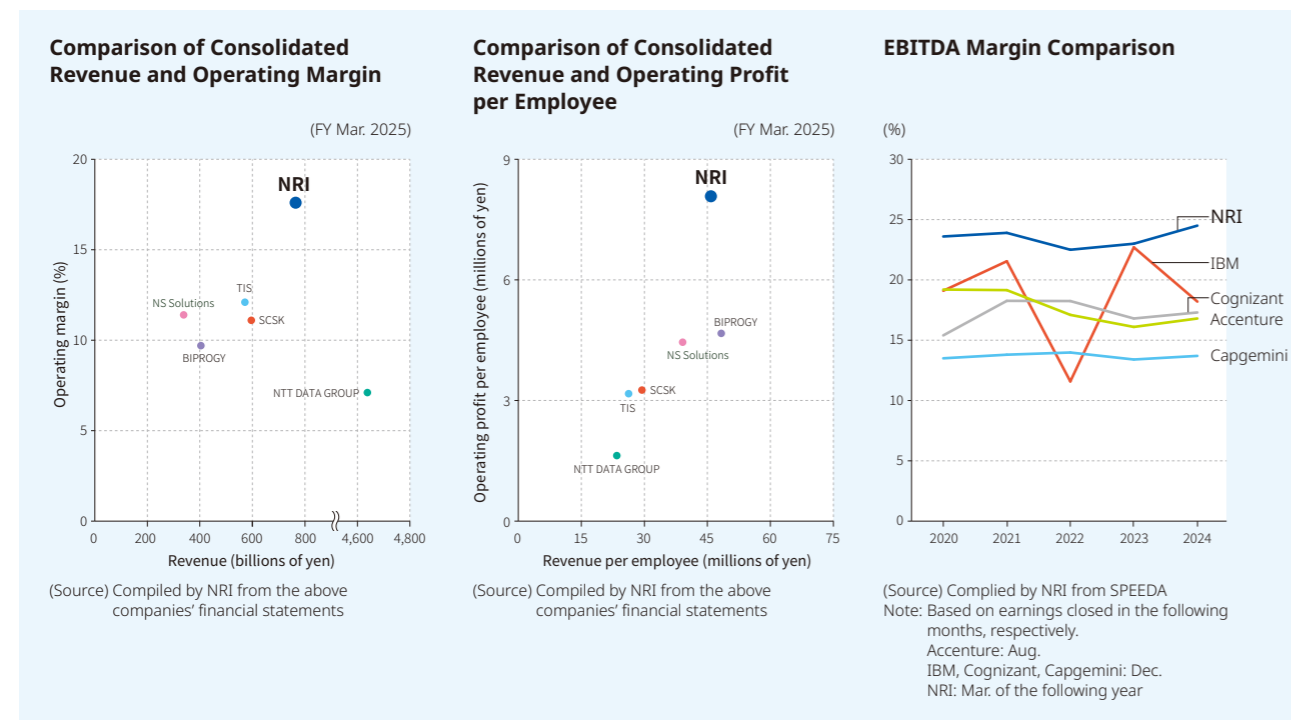 Comparison of Consolidated
Revenue and Operating Margin
(FY Mar. 2025)
Operating margin (%)
20
15
10
5
0
NRI
TIS
NS Solutions
SCSK
BIPROGY
NTT DATA GROUP
0 200 400 600 800 4,600 4,800
Revenue (billions of yen)
(Source) Compiled by NRI from the above
companies’ financial statements
Comparison of Consolidated
Revenue and Operating Profit
per Employee
(FY Mar. 2025)
Operating profit per employee (millions of yen)
9
6
3
0
NRI
BIPROGY
NS Solutions
SCSK
TIS
NTT DATA GROUP
0 15 30 45 60 75
Revenue per employee (millions of yen)
(Source) Compiled by NRI from the above
companies’ financial statements
EBITDA Margin Comparison
(%)
30
25
20
15
10
5
0
NRI
IBM
Cognizant
Accenture
Capgemini
2020 2021 2022 2023 2024
(Source) Complied by NRI from SPEEDA
Note: Based on earnings closed in the following
months, respectively.
Accenture: Aug.
IBM, Cognizant, Capgemini: Dec.
NRI: Mar. of the following year